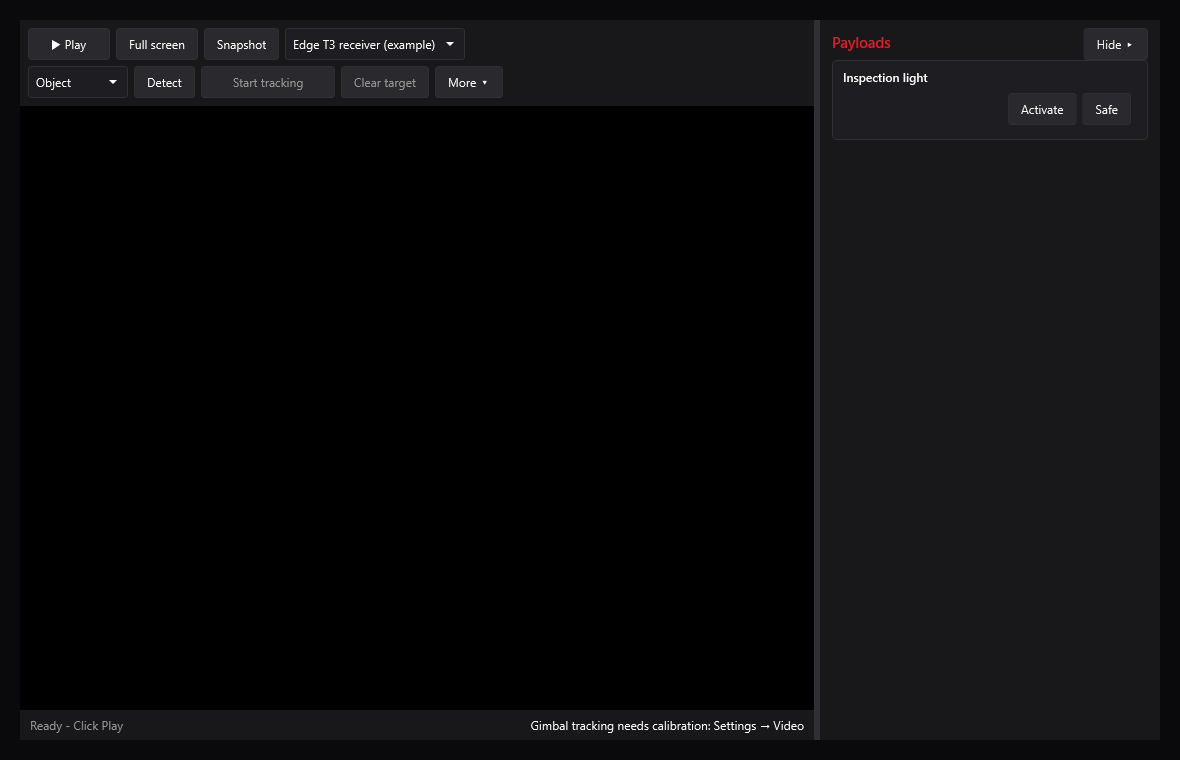 ▶ Play Full screen Snapshot Edge T3 receiver (example)
Object Detect Start tracking Clear target More
Payloads Hide
Inspection light
Activate Safe
Ready - Click Play
Gimbal tracking needs calibration: Settings → Video